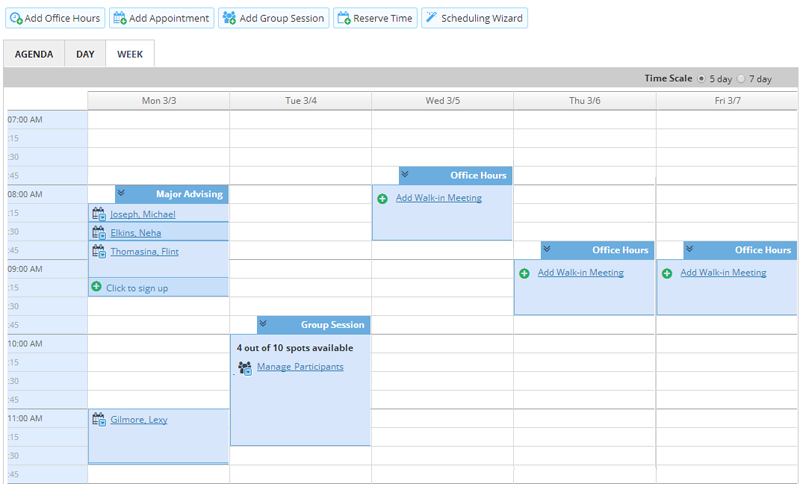 Add Office Hours Add Appointment Add Group Session Reserve Time Scheduling Wizard
AGENDA DAY WEEK
Time Scale 5 day 7 day
Mon 3/3 Tue 3/4 Wed 3/5 Thu 3/6 Fri 3/7
07:00 AM
:15
:30
:45 Office Hours
08:00 AM Major Advising Add Walk-in Meeting
:15 Joseph, Michael
:30 Elkins, Neha
:45 Thomasina, Flint Office Hours Office Hours
09:00 AM Add Walk-in Meeting Add Walk-in Meeting
:15 Click to sign up
:30
:45 Group Session
10:00 AM 4 out of 10 spots available
:15 Manage Participants
:30
:45
11:00 AM Gilmore, Lexy
:15
:30
:45